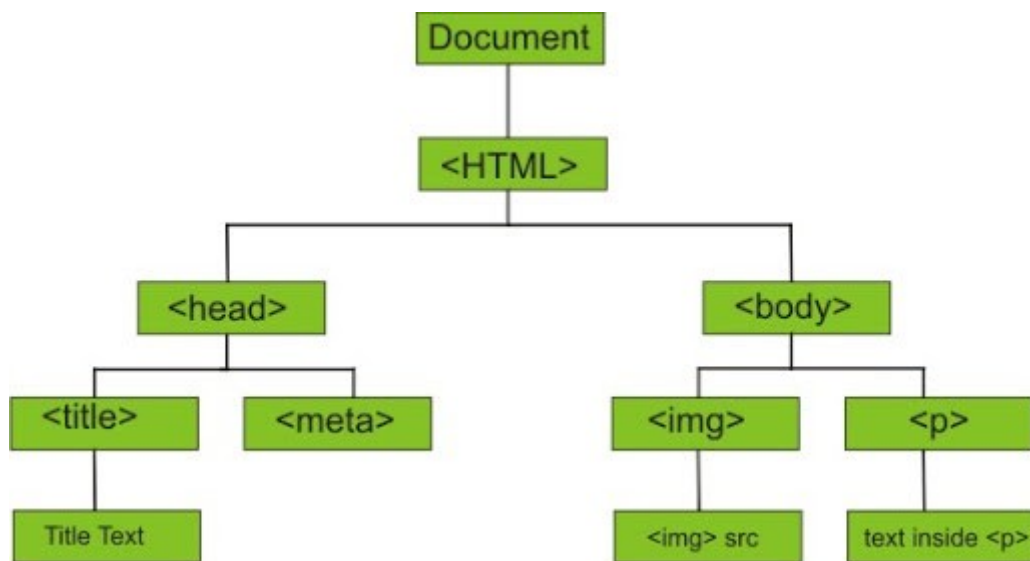 Document
<HTML>
<head>
<body>
<title>
<meta>
<img>
<p>
Title Text
<img> src
text inside <p>